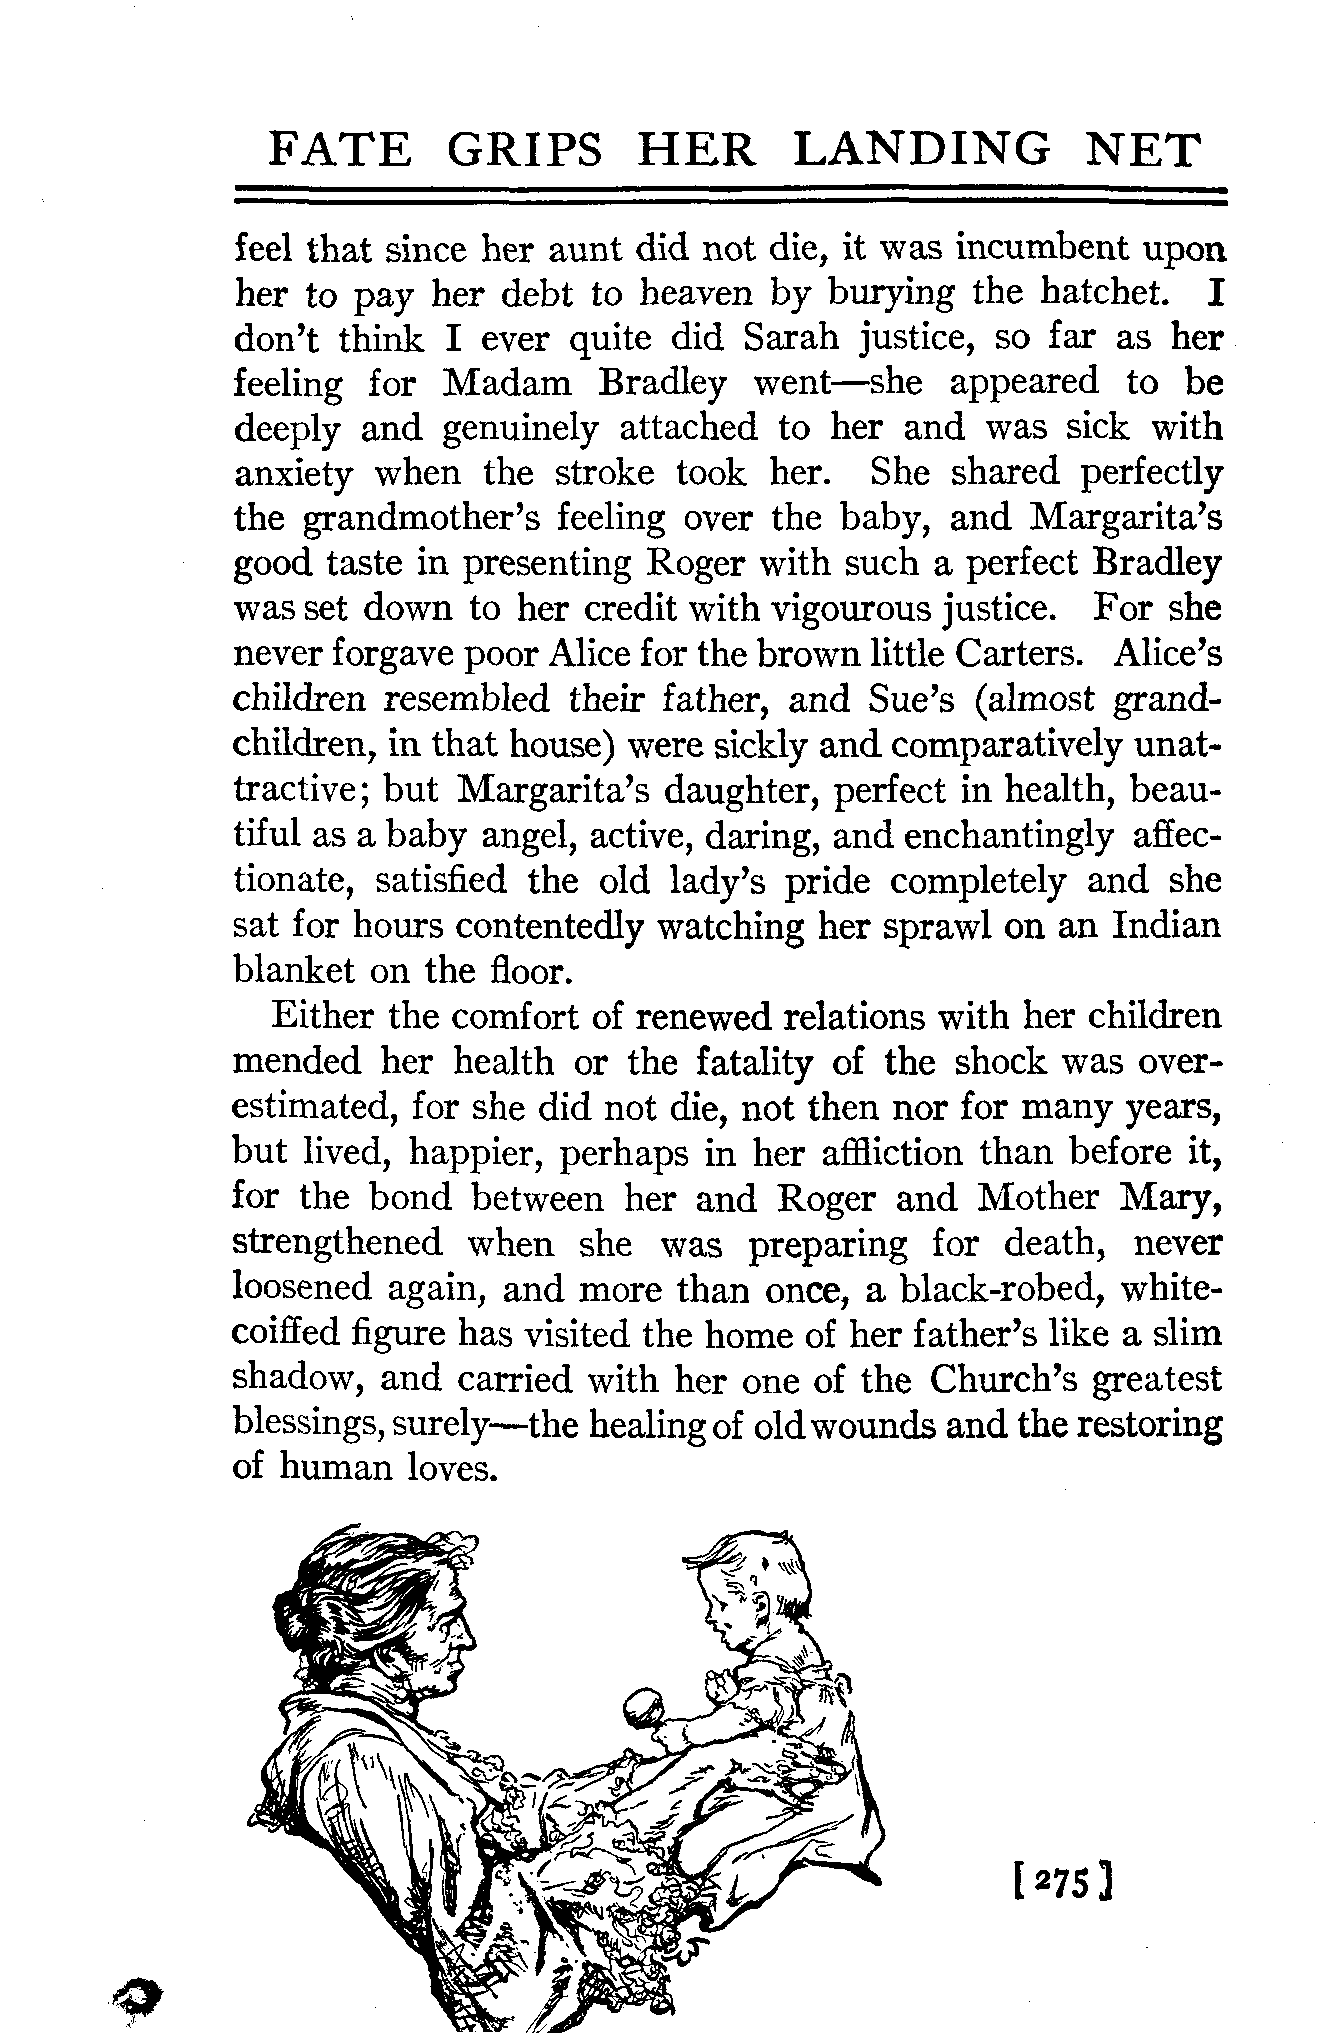 FATE GRIPS HER LANDING NET
feel that since her aunt did not die, it was incumbent upon
her to pay her debt to heaven by burying the hatchet. I
don't think I ever quite did Sarah justice, so far as her
feeling for Madam Bradley went—she appeared to be
deeply and genuinely attached to her and was sick with
anxiety when the stroke took her. She shared perfectly
the grandmother's feeling over the baby, and Margarita's
good taste in presenting Roger with such a perfect Bradley
was set down to her credit with vigourous justice. For she
never forgave poor Alice for the brown little Carters. Alice's
children resembled their father, and Sue's (almost grand-
children, in that house) were sickly and comparatively unat-
tractive; but Margarita's daughter, perfect in health, beau-
tiful as a baby angel, active, daring, and enchantingly affec-
tionate, satisfied the old lady's pride completely and she
sat for hours contentedly watching her sprawl on an Indian
blanket on the floor.
Either the comfort of renewed relations with her children
mended her health or the fatality of the shock was over-
estimated, for she did not die, not then nor for many years,
but lived, happier, perhaps in her affliction than before it,
for the bond between her and Roger and Mother Mary,
strengthened when she was preparing for death, never
loosened again, and more than once, a black-robed, white-
coiffed figure has visited the home of her father's like a slim
shadow, and carried with her one of the Church's greatest
blessings, surely—the healing of old wounds and the restoring
of human loves.
[275]